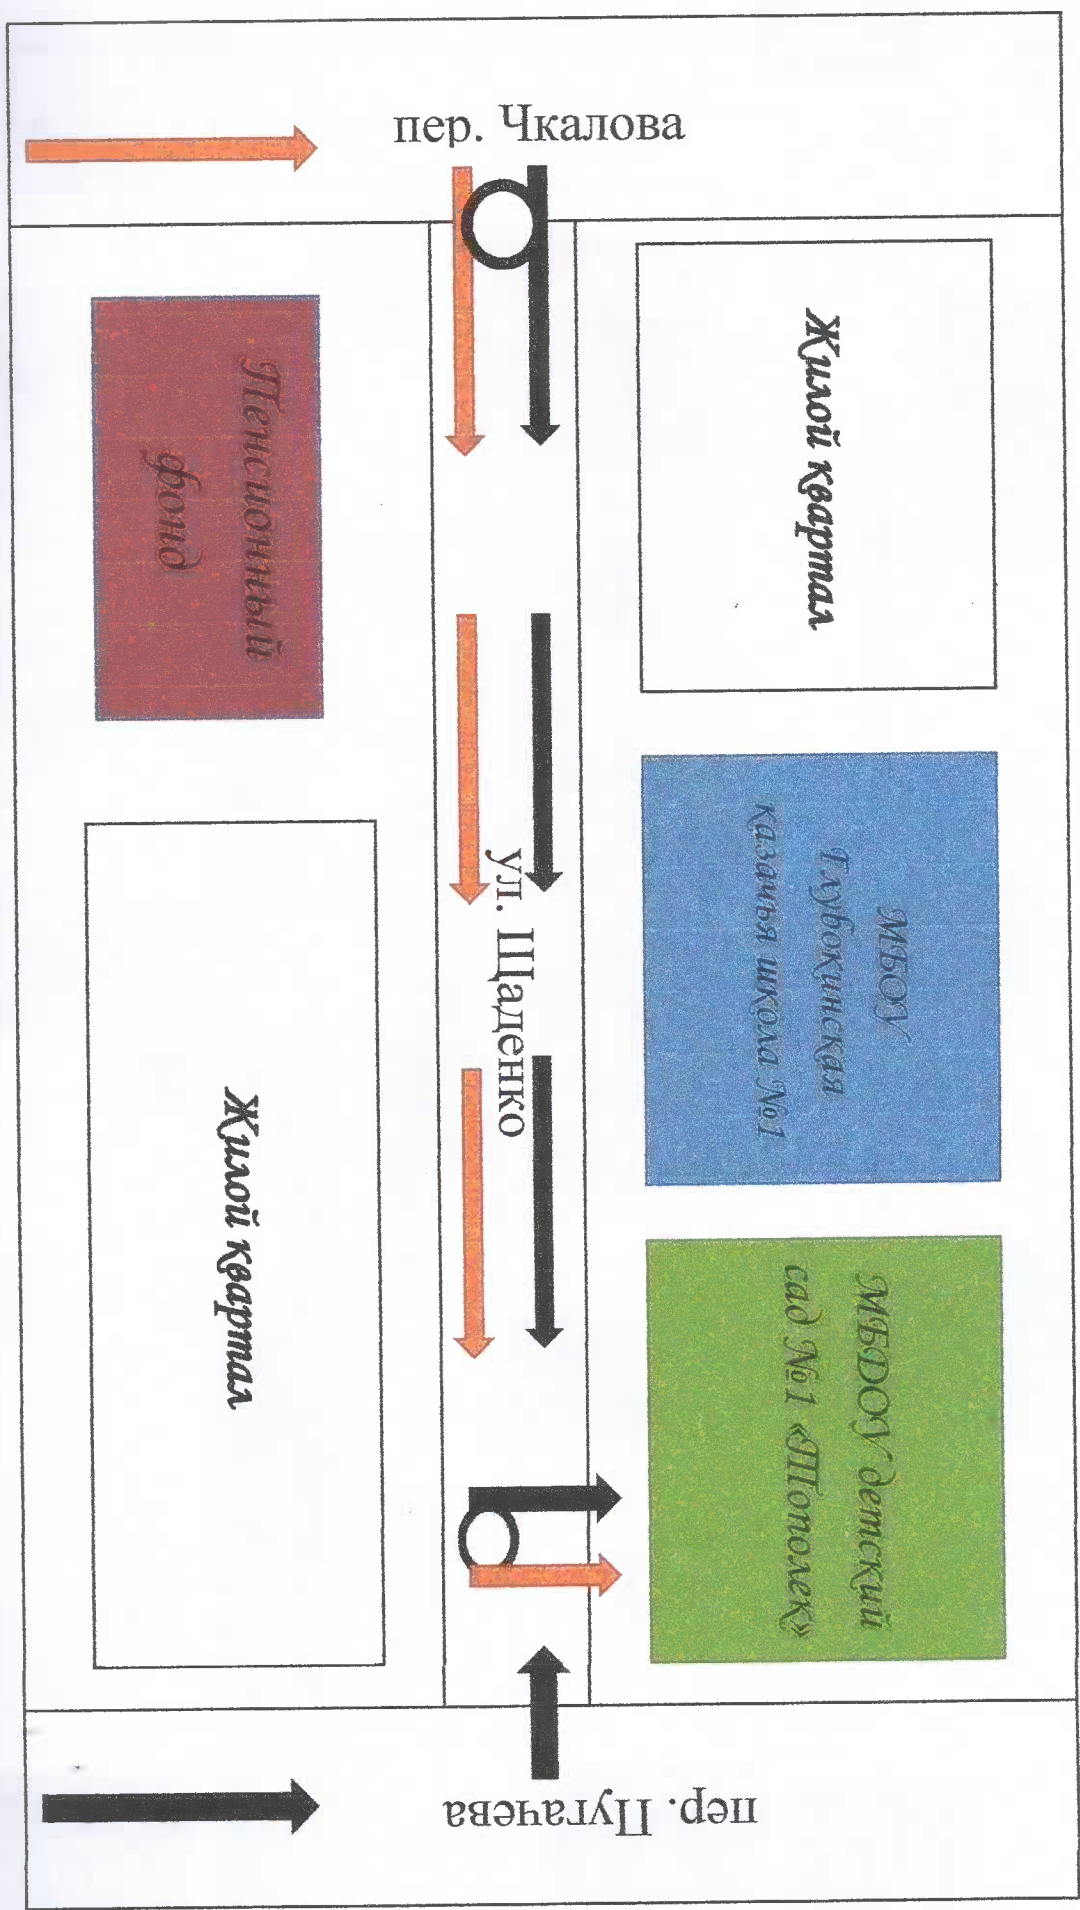 пер. Чкалова
Жилой квартал
Пенсионный
фонд
МБОУ
Глубокинская
казачья школа №1
ул. Щаденко
МБDОУ детский
сад №1 «Тополек»
Жилой квартал
пер. Пугачева